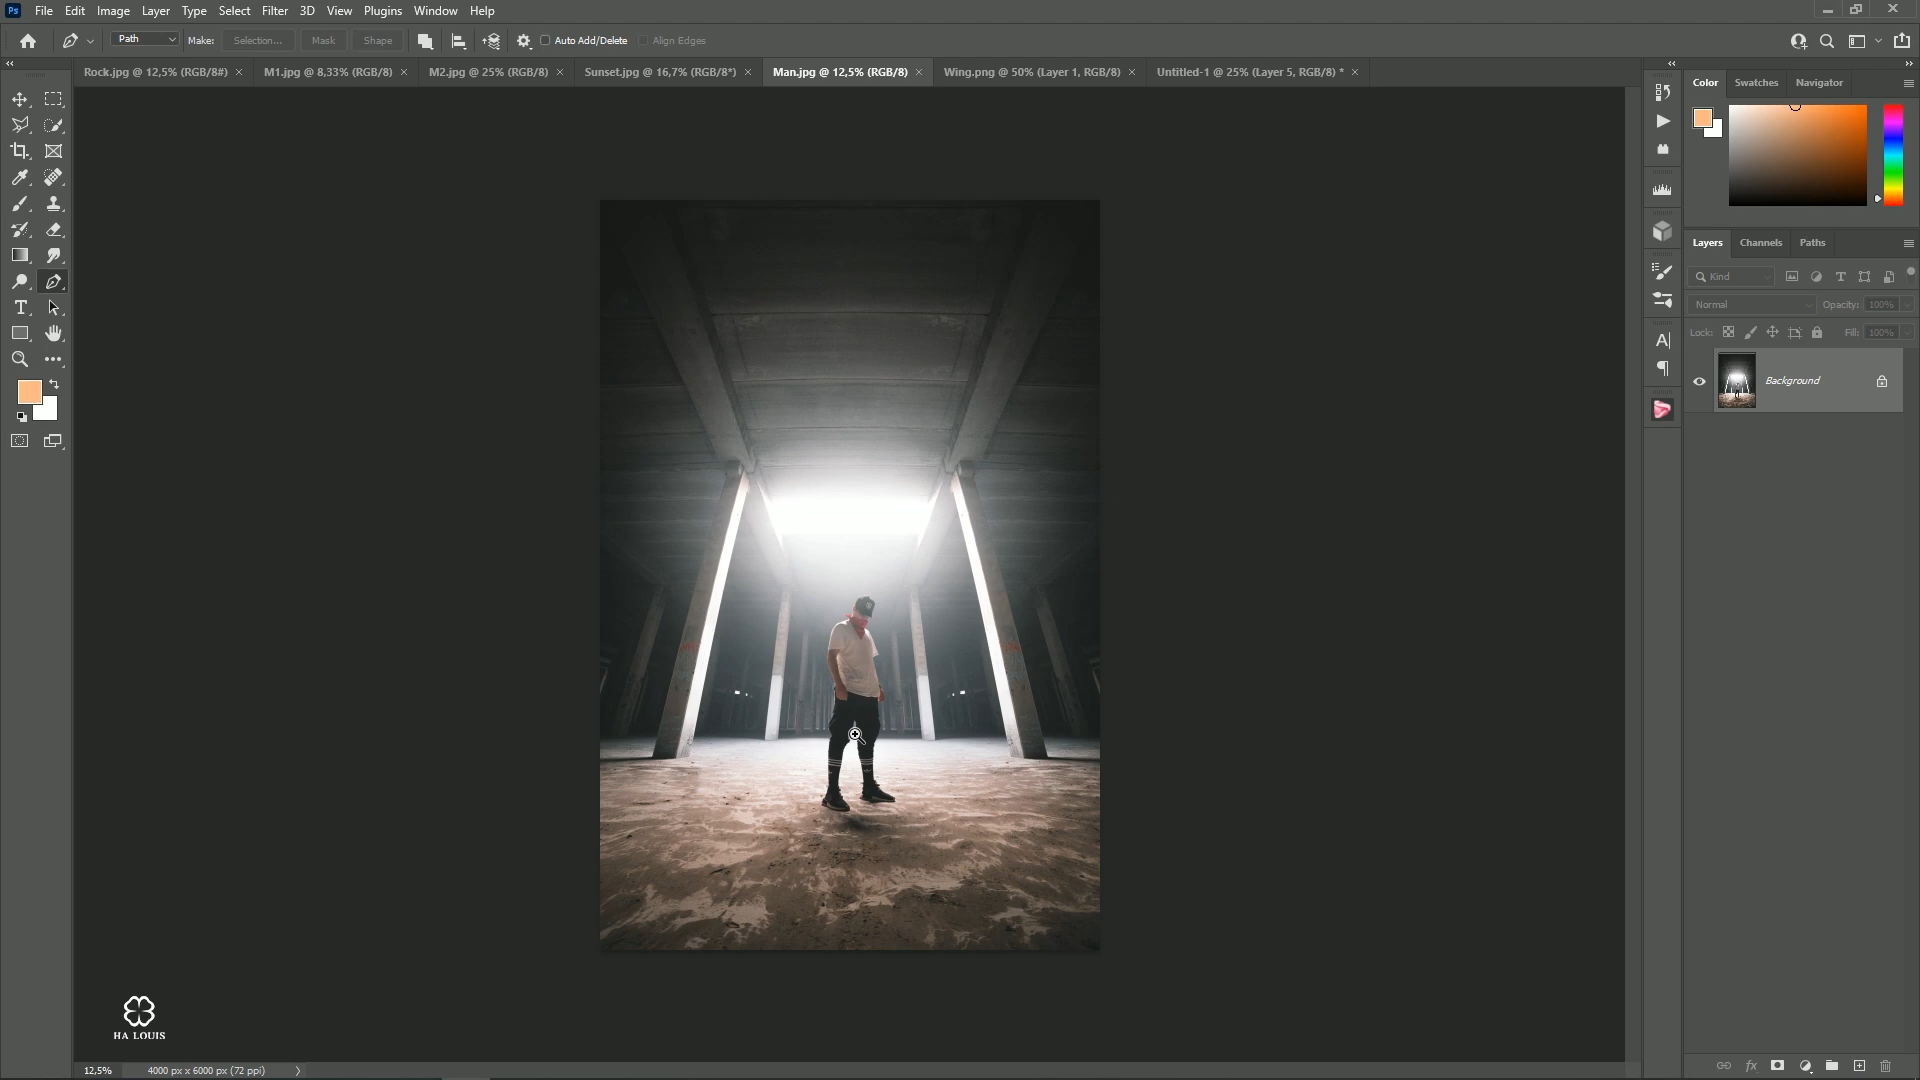 Ps File Edit Image Layer Type Select Filter 3D View Plugins Window Help
Path Make: Selection... Mask Shape Auto Add/Delete Align Edges
Rock.jpg @ 12,5% (RGB/8#) × M1.jpg @ 8,33% (RGB/8) × M2.jpg @ 25% (RGB/8) × Sunset.jpg @ 16,7% (RGB/8*) × Man.jpg @ 12,5% (RGB/8) × Wing.png @ 50% (Layer 1, RGB/8) × Untitled-1 @ 25% (Layer 5, RGB/8) * ×
Color Swatches Navigator
Layers Channels Paths
Kind
Normal Opacity: 100%
Lock: Fill: 100%
Background
HA LOUIS
12,5% 4000 px x 6000 px (72 ppi)